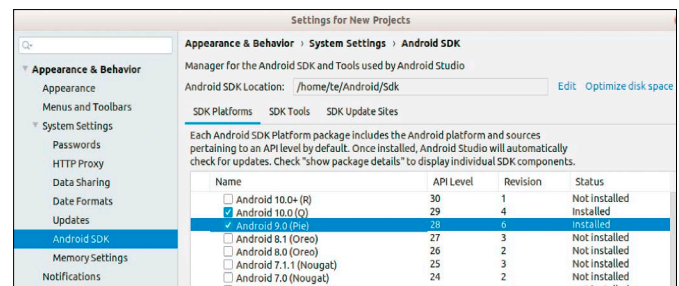 Settings for New Projects
Appearance & Behavior › System Settings › Android SDK
Manager for the Android SDK and Tools used by Android Studio
Android SDK Location: /home/te/Android/Sdk Edit Optimize disk space
Appearance & Behavior
Appearance
Menus and Toolbars
System Settings
Passwords
HTTP Proxy
Data Sharing
Date Formats
Updates
Android SDK
Memory Settings
Notifications
SDK Platforms SDK Tools SDK Update Sites
Each Android SDK Platform package includes the Android platform and sources
pertaining to an API level by default. Once installed, Android Studio will automatically
check for updates. Check "show package details" to display individual SDK components.
Name API Level Revision Status
Android 10.0+ (R) 30 1 Not installed
Android 10.0 (Q) 29 4 Installed
Android 9.0 (Pie) 28 6 Installed
Android 8.1 (Oreo) 27 3 Not installed
Android 8.0 (Oreo) 26 2 Not installed
Android 7.1.1 (Nougat) 25 3 Not installed
Android 7.0 (Nougat) 24 2 Not installed